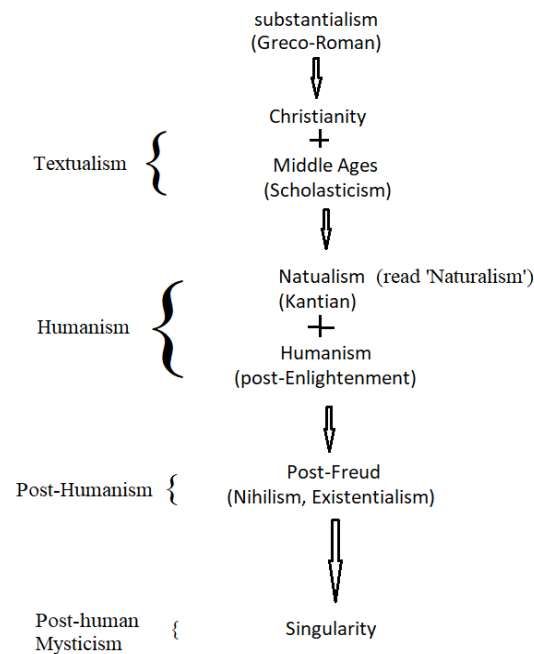 substantialism
(Greco-Roman)
Christianity
+
Textualism {
Middle Ages
(Scholasticism)
Natualism (read 'Naturalism')
(Kantian)
+
Humanism {
Humanism
(post-Enlightenment)
Post-Humanism {
Post-Freud
(Nihilism, Existentialism)
Post-human
Mysticism {
Singularity